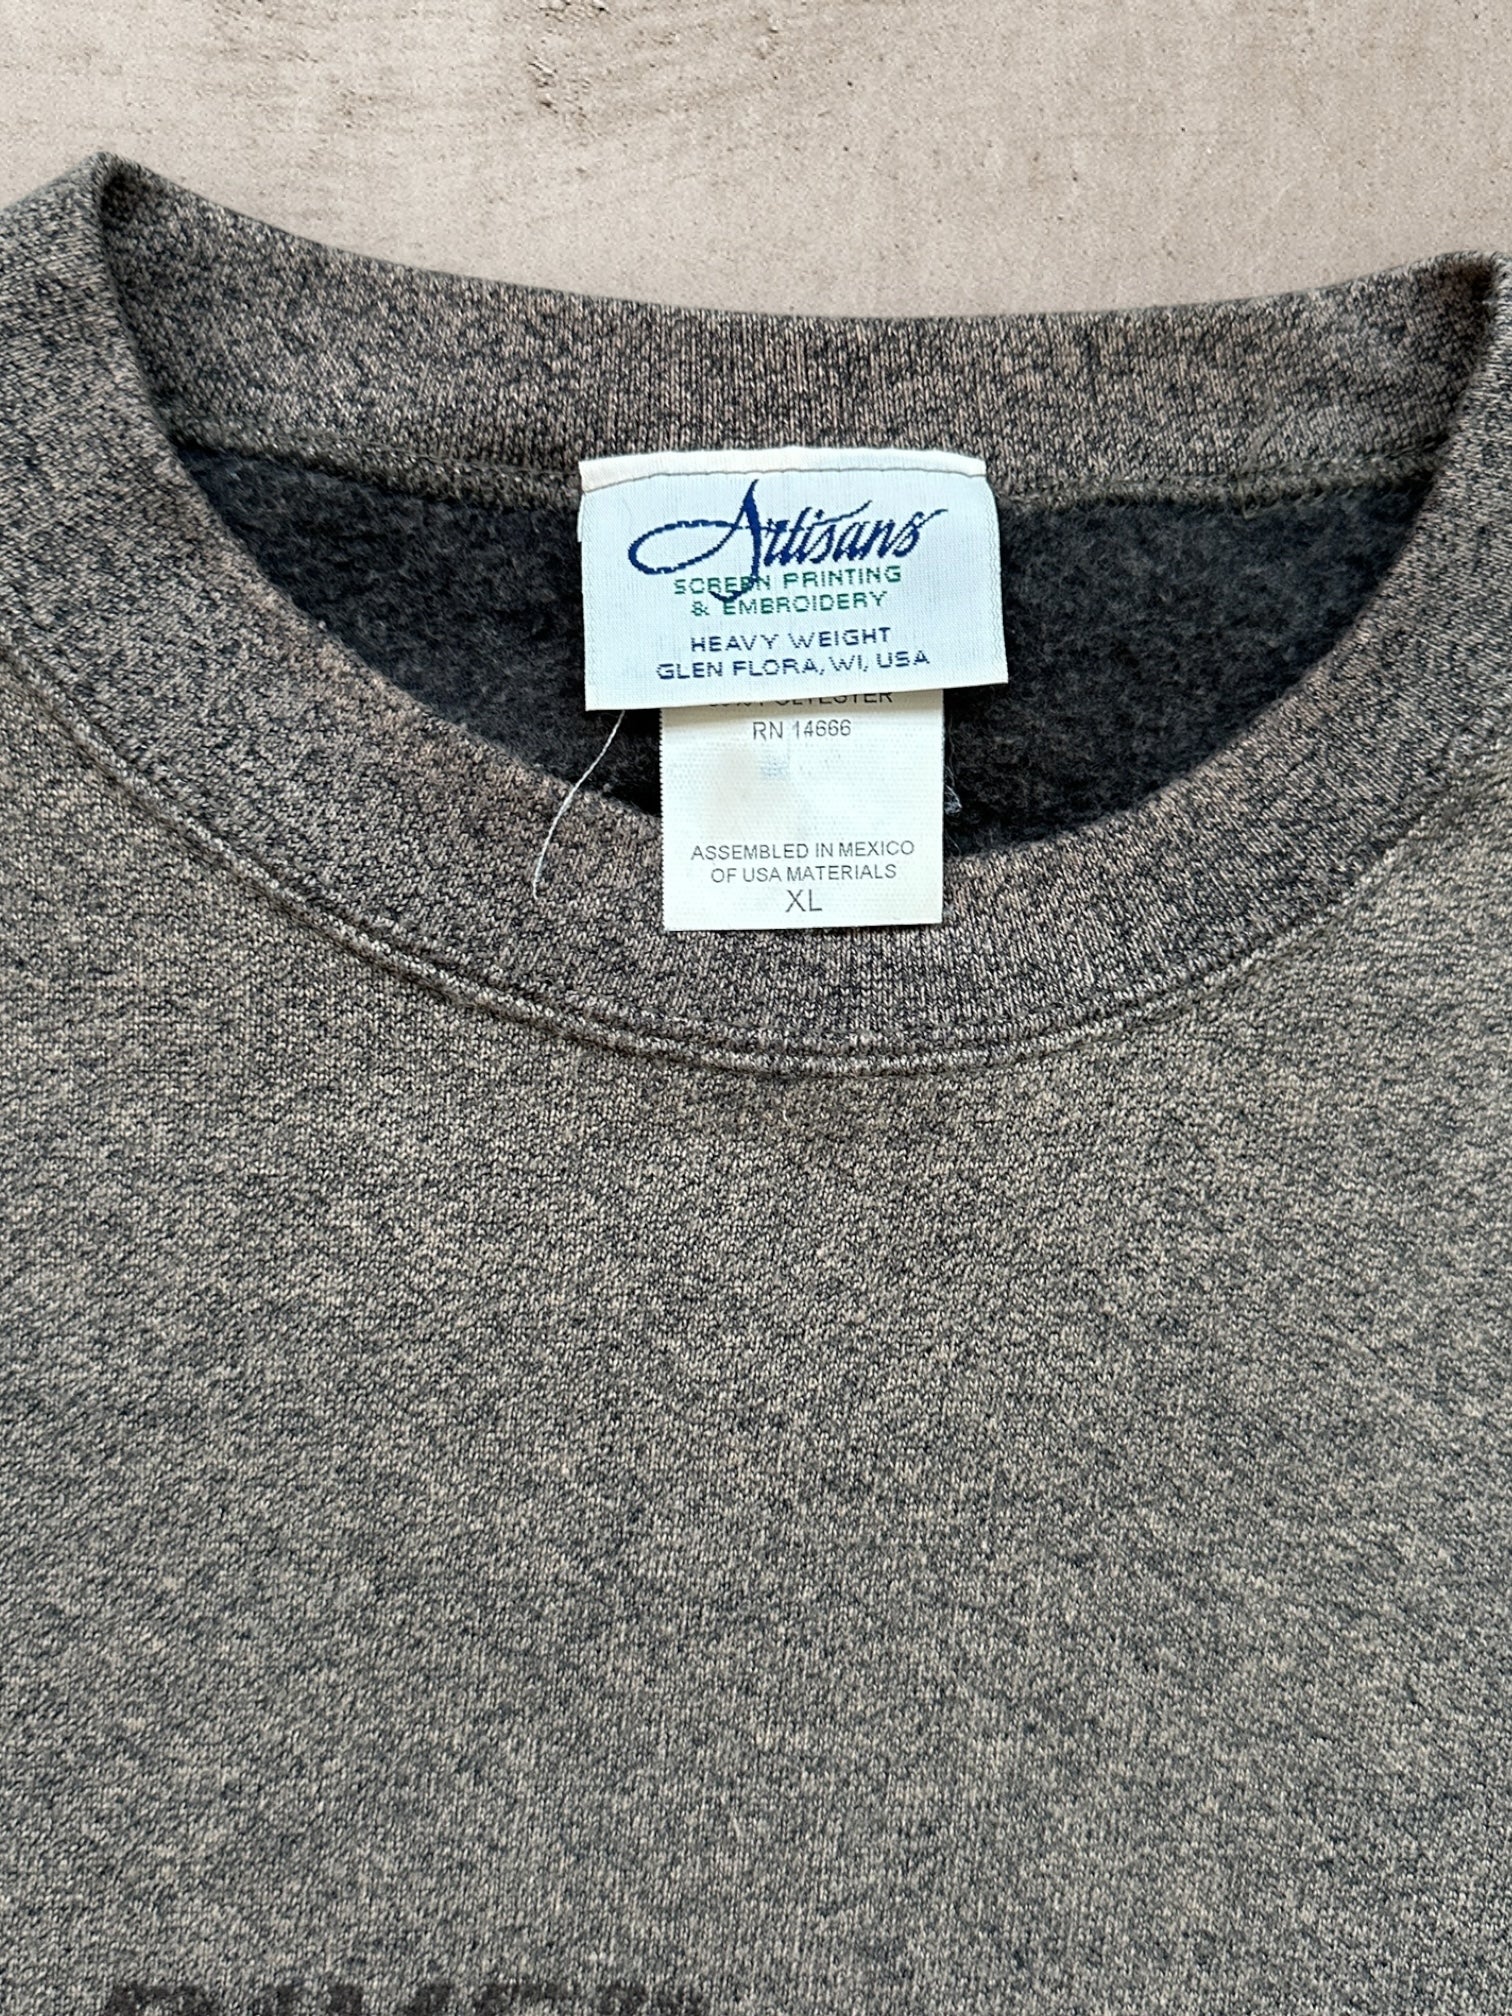 Artisans
SCREEN PRINTING
& EMBROIDERY
HEAVY WEIGHT
GLEN FLORA, WI, USA
POLYESTER
RN 14666
ASSEMBLED IN MEXICO
OF USA MATERIALS
XL